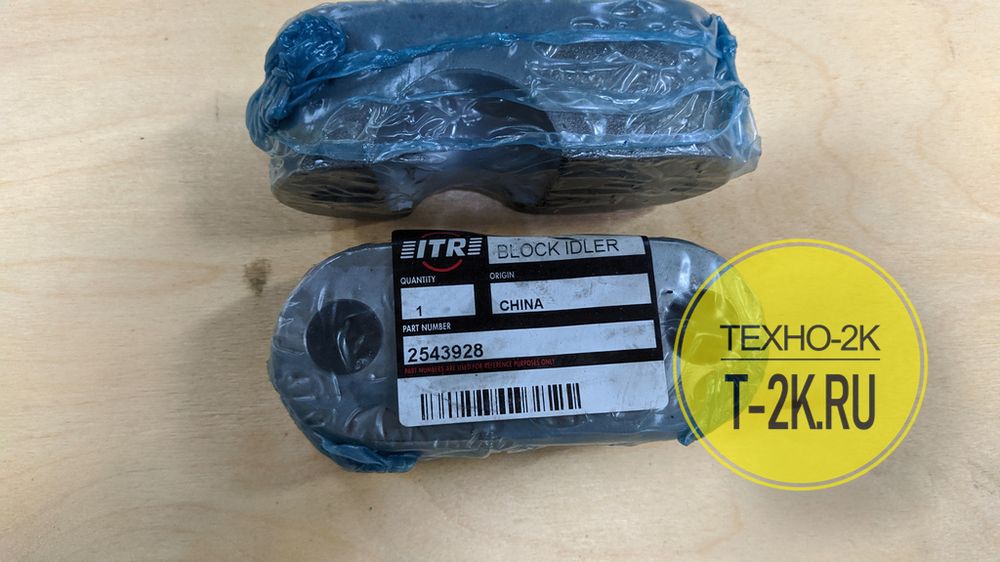 ITR
BLOCK IDLER
QUANTITY
ORIGIN
1
CHINA
PART NUMBER
2543928
PART NUMBERS ARE USED FOR REFERENCE PURPOSES ONLY
ТЕХНО-2К
T-2K.RU